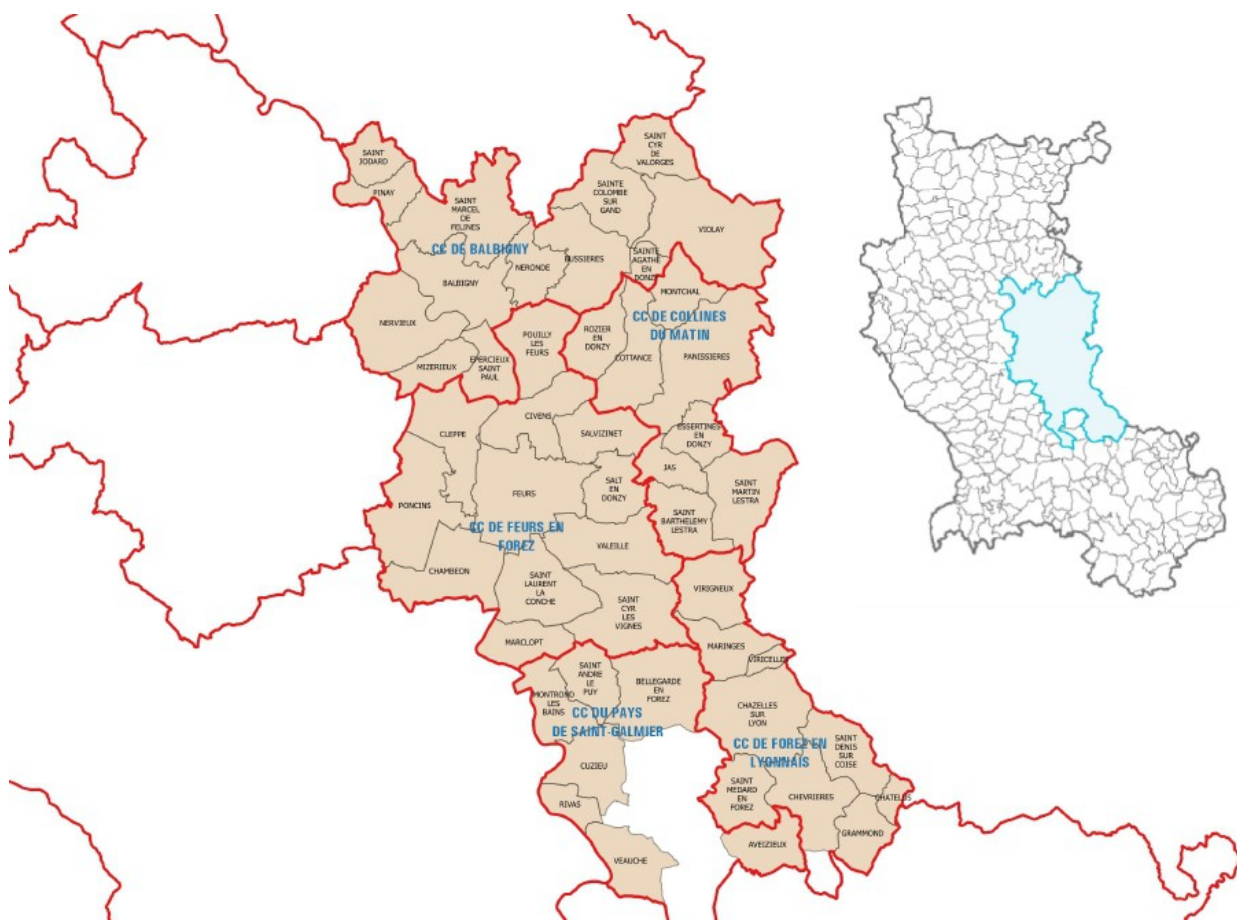 SAINT
JODARD
PINAY
SAINT
MARCEL
DE
FELINES
SAINT
CYR
DE
VALORGES
SAINTE
COLOMBE
SUR
GAND
VIOLAY
CC DE BALBIGNY
NERONDE
BUSSIERES
SAINTE
AGATHE
EN
DONZY
BALBIGNY
NERVIEUX
MIZERIEUX
EPERCIEUX
SAINT
PAUL
POUILLY
LES
FEURS
MONTCHAL
CC DE COLLINES
DU MATIN
ROZIER
EN
DONZY
COTTANCE
PANISSIERES
CIVENS
CLEPPE
SALVIZINET
ESSERTINES
EN
DONZY
JAS
SAINT
MARTIN
LESTRA
PONCINS
FEURS
SALT
EN
DONZY
SAINT
BARTHELEMY
LESTRA
CC DE FEURS EN
FOREZ
VALEILLE
CHAMBEON
SAINT
LAURENT
LA
CONCHE
SAINT
CYR
LES
VIGNES
VIRIGNEUX
MARCLOPT
MARINGES
VIRICELLES
SAINT
ANDRE
LE
PUY
BELLEGARDE
EN
FOREZ
MONTROND
LES
BAINS
CC DU PAYS
DE SAINT-GALMIER
CHAZELLES
SUR
LYON
CC DE FOREZ EN
LYONNAIS
SAINT
DENIS
SUR
COISE
CUZIEU
RIVAS
SAINT
MEDARD
EN
FOREZ
CHEVRIERES
CHATELUS
GRAMMOND
AVEIZIEUX
VEAUCHE